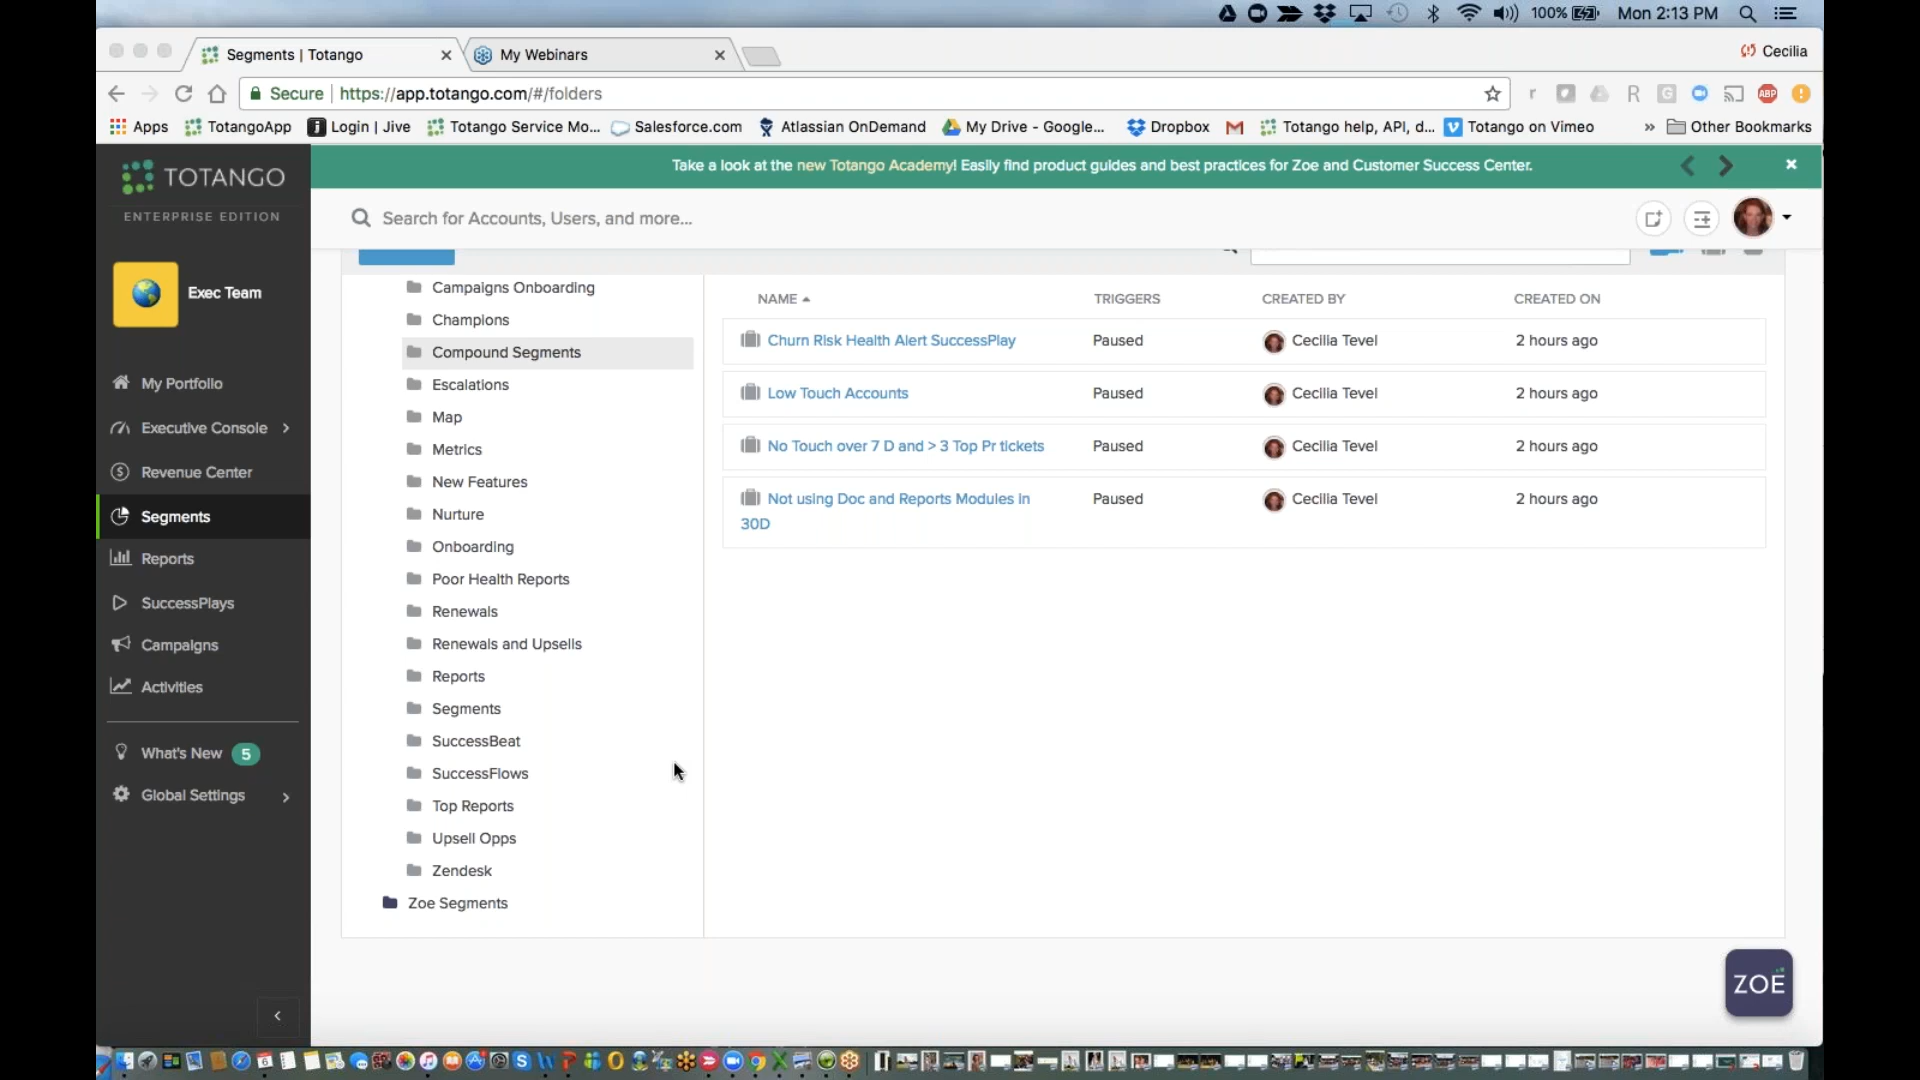 100%
Mon 2:13 PM
Segments | Totango
My Webinars
Cecilia
Secure
https://app.totango.com/#/folders
Apps
TotangoApp
Login | Jive
Totango Service Mo...
Salesforce.com
Atlassian OnDemand
My Drive - Google...
Dropbox
Totango help, API, d...
Totango on Vimeo
»
Other Bookmarks
TOTANGO
ENTERPRISE EDITION
Take a look at the new Totango Academy! Easily find product guides and best practices for Zoe and Customer Success Center.
Search for Accounts, Users, and more...
Exec Team
My Portfolio
Executive Console
Revenue Center
Segments
Reports
SuccessPlays
Campaigns
Activities
What's New 5
Global Settings
Campaigns Onboarding
Champions
Compound Segments
Escalations
Map
Metrics
New Features
Nurture
Onboarding
Poor Health Reports
Renewals
Renewals and Upsells
Reports
Segments
SuccessBeat
SuccessFlows
Top Reports
Upsell Opps
Zendesk
Zoe Segments
NAME TRIGGERS CREATED BY CREATED ON
Churn Risk Health Alert SuccessPlay Paused Cecilia Tevel 2 hours ago
Low Touch Accounts Paused Cecilia Tevel 2 hours ago
No Touch over 7 D and > 3 Top Pr tickets Paused Cecilia Tevel 2 hours ago
Not using Doc and Reports Modules in Paused Cecilia Tevel 2 hours ago
30D
ZOE